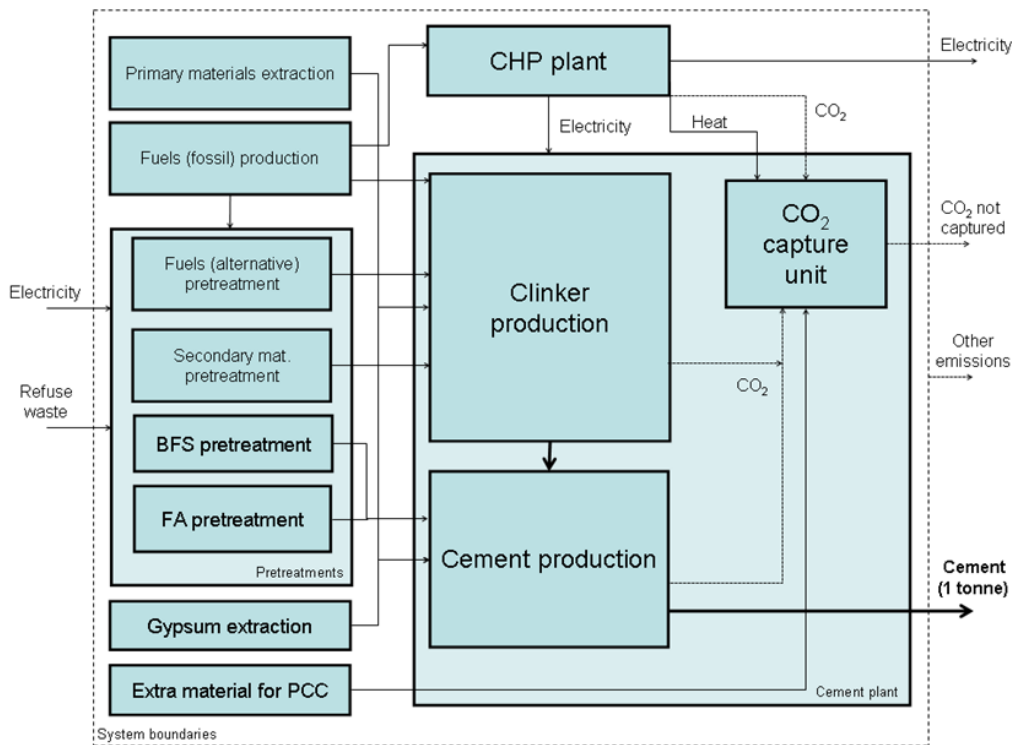 Primary materials extraction
CHP plant
Electricity
Electricity
Heat
CO₂
Fuels (fossil) production
CO₂
capture
unit
CO₂ not
captured
Fuels (alternative)
pretreatment
Electricity
Clinker
production
Secondary mat.
pretreatment
Refuse
waste
CO₂
Other
emissions
BFS pretreatment
FA pretreatment
Pretreatments
Cement production
Cement
(1 tonne)
Gypsum extraction
Extra material for PCC
Cement plant
System boundaries